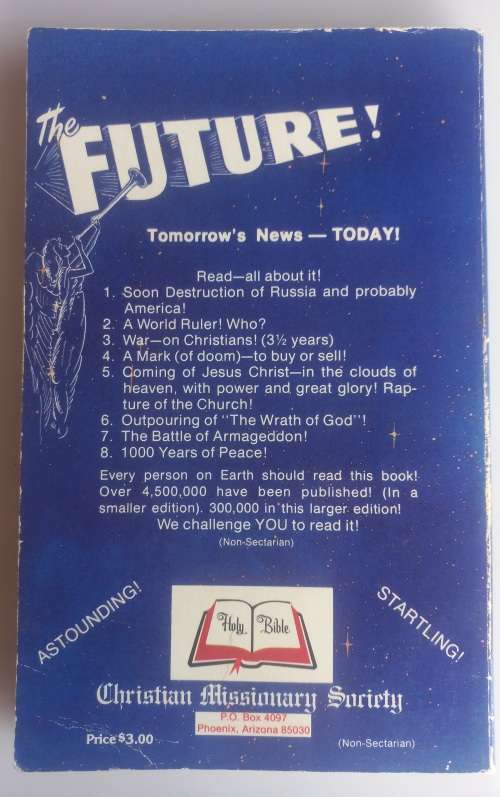 The
FUTURE!
Tomorrow's News — TODAY!
Read—all about it!
1. Soon Destruction of Russia and probably
America!
2. A World Ruler! Who?
3. War—on Christians! (3½ years)
4. A Mark (of doom)—to buy or sell!
5. Coming of Jesus Christ—in the clouds of
heaven, with power and great glory! Rap-
ture of the Church!
6. Outpouring of "The Wrath of God"!
7. The Battle of Armageddon!
8. 1000 Years of Peace!
Every person on Earth should read this book!
Over 4,500,000 have been published! (In a
smaller edition). 300,000 in this larger edition!
We challenge YOU to read it!
(Non-Sectarian)
ASTOUNDING!
STARTLING!
Holy Bible
Christian Missionary Society
P.O. Box 4097
Phoenix, Arizona 85030
Price $3.00
(Non-Sectarian)